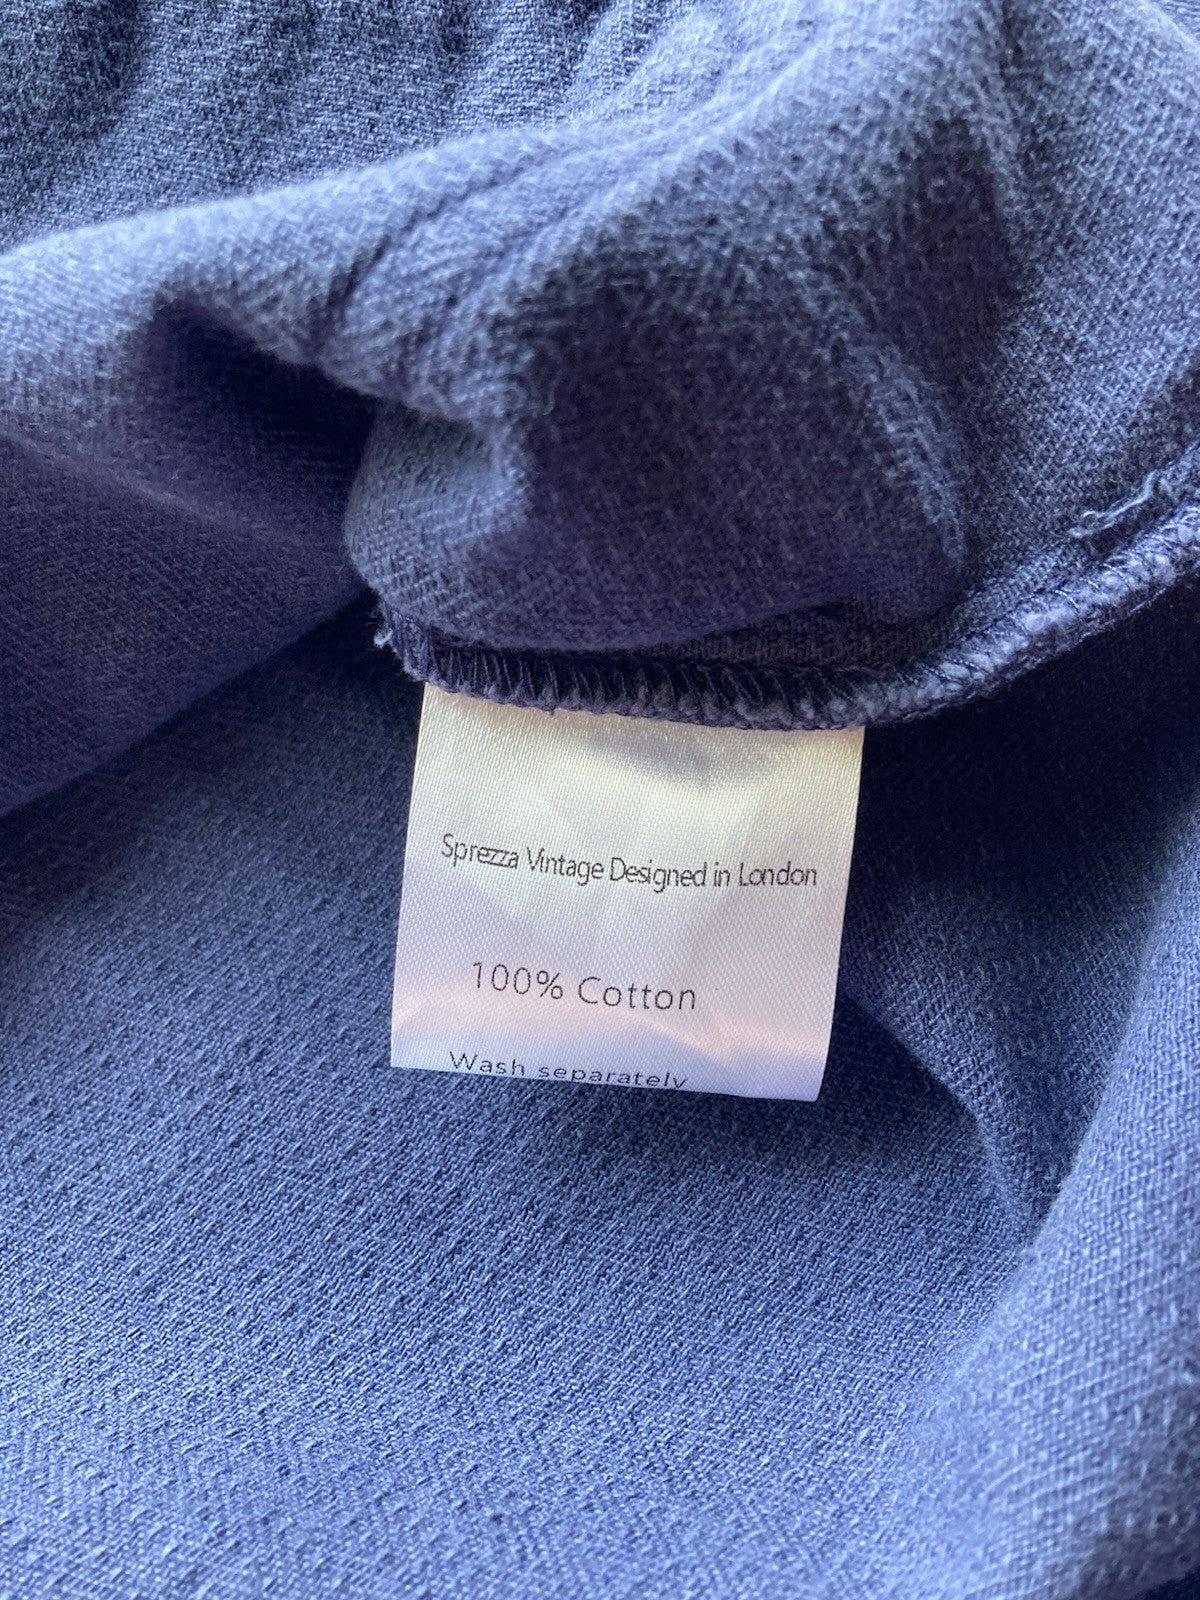 Sprezza Vintage Designed in London
100% Cotton
Wash separately